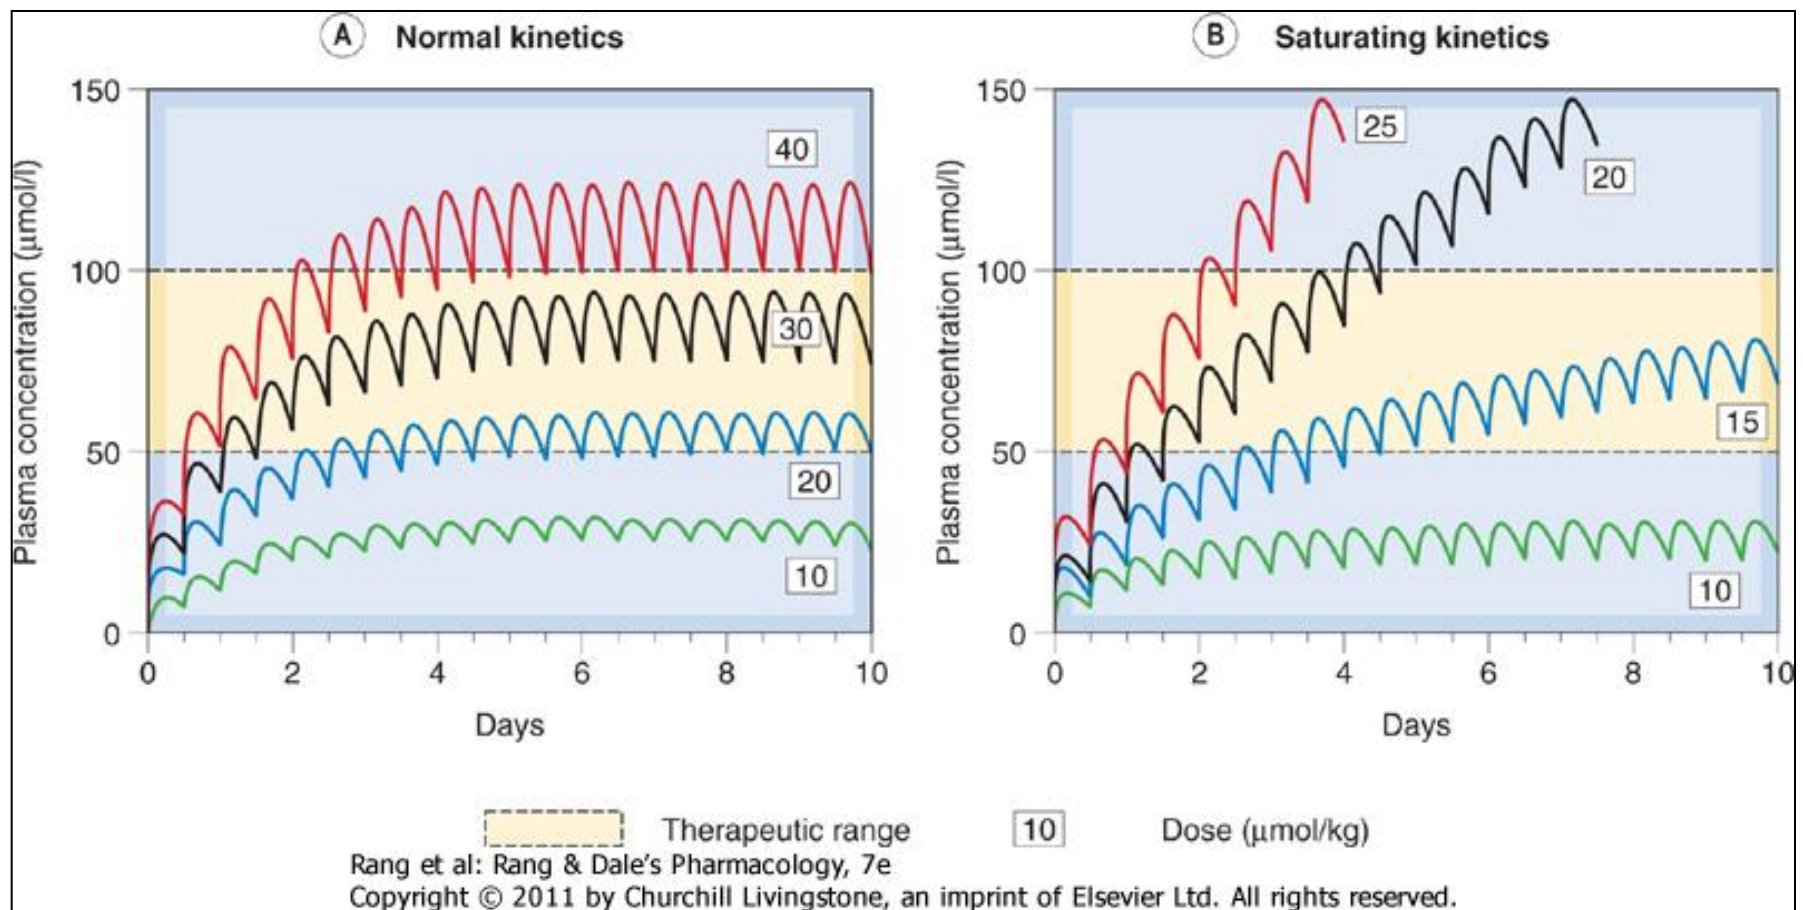 A Normal kinetics
150
100
50
0
Plasma concentration (μmol/l)
40
30
20
10
0 2 4 6 8 10
Days
B Saturating kinetics
150
100
50
0
Plasma concentration (μmol/l)
25
20
15
10
0 2 4 6 8 10
Days
Therapeutic range 10 Dose (μmol/kg)
Rang et al: Rang & Dale’s Pharmacology, 7e
Copyright © 2011 by Churchill Livingstone, an imprint of Elsevier Ltd. All rights reserved.